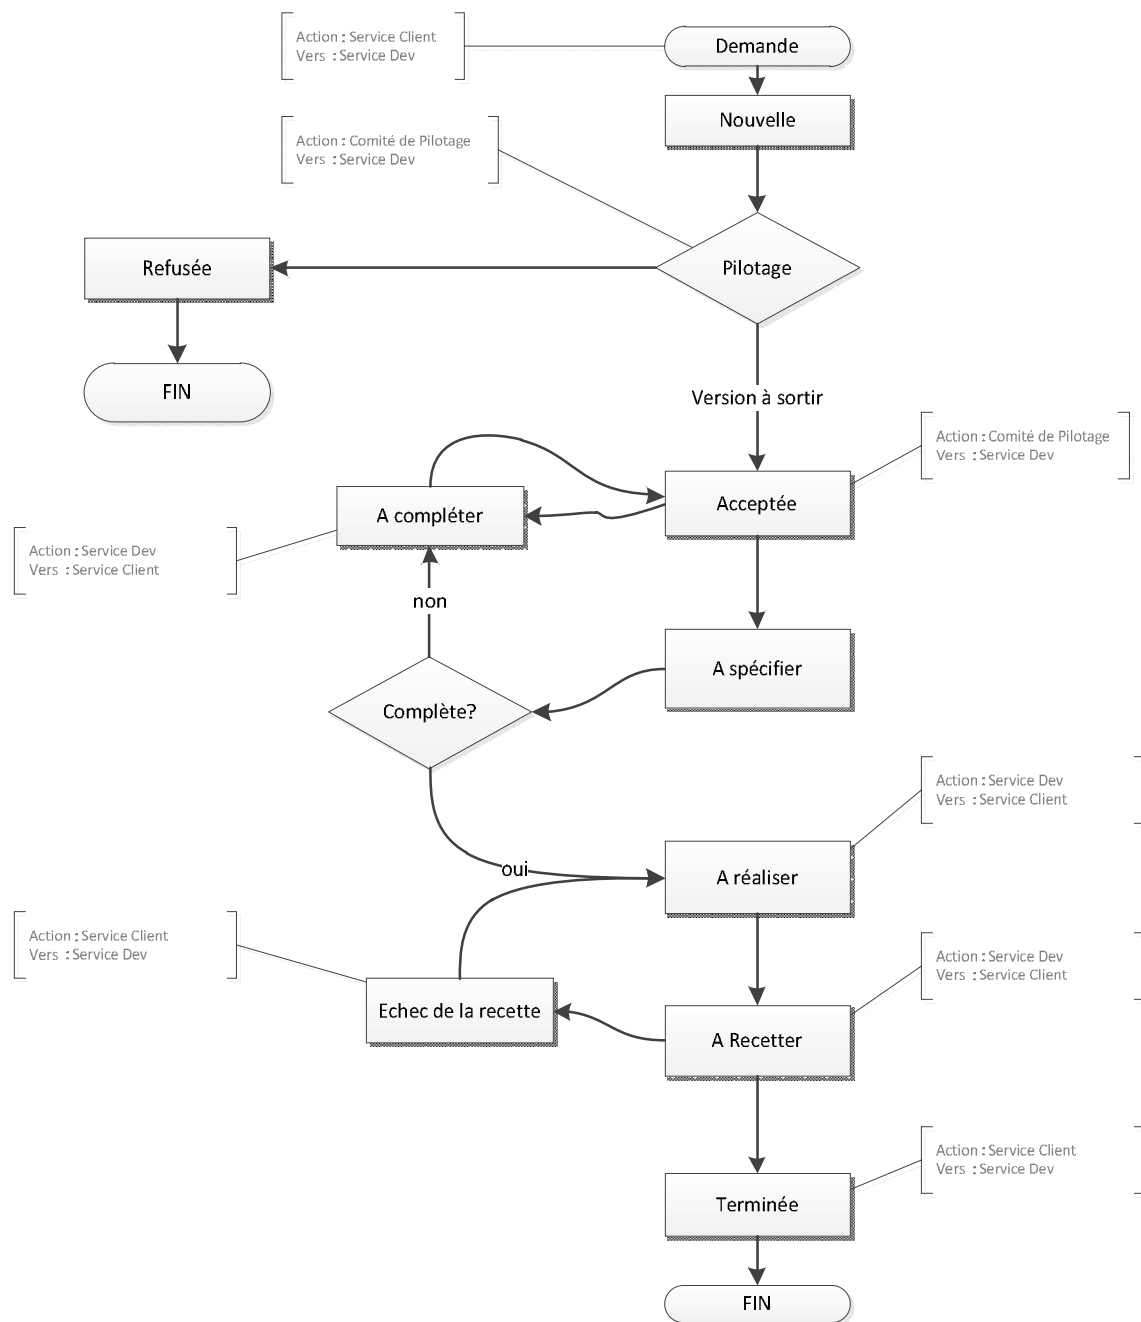 Action : Service Client
Vers : Service Dev
Demande
Nouvelle
Action : Comité de Pilotage
Vers : Service Dev
Refusée
Pilotage
FIN
Version à sortir
Action : Comité de Pilotage
Vers : Service Dev
A compléter
Acceptée
Action : Service Dev
Vers : Service Client
non
A spécifier
Complète?
Action : Service Dev
Vers : Service Client
oui
A réaliser
Action : Service Client
Vers : Service Dev
Action : Service Dev
Vers : Service Client
Echec de la recette
A Recetter
Action : Service Client
Vers : Service Dev
Terminée
FIN